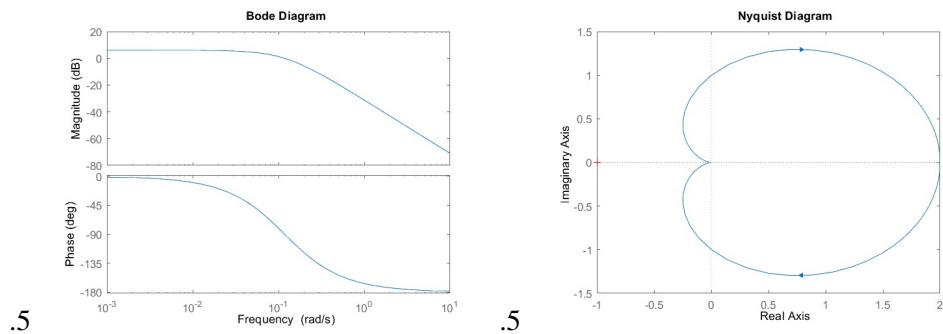 Bode Diagram
Magnitude (dB)
20
0
-20
-40
-60
-80
Phase (deg)
0
-45
-90
-135
-180
10^-3 10^-2 10^-1 10^0 10^1
Frequency (rad/s)
.5
Nyquist Diagram
Imaginary Axis
1.5
1
0.5
0
-0.5
-1
-1.5
-1 -0.5 0 0.5 1 1.5 2
Real Axis
.5